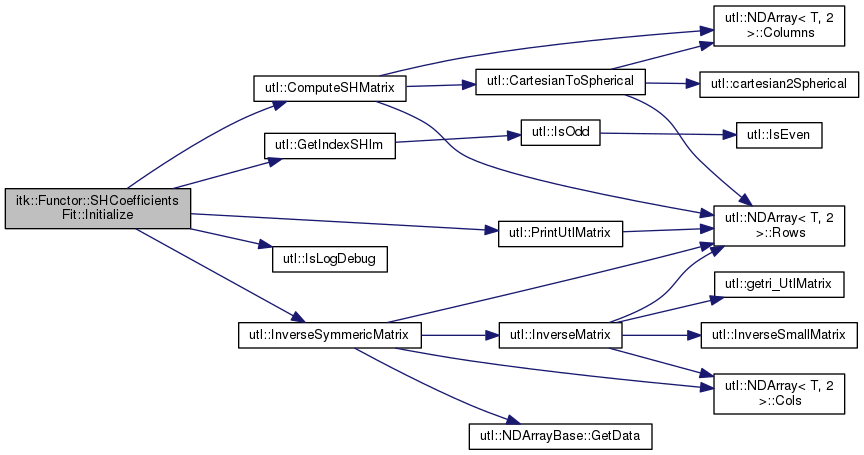 itk::Functor::SHCoefficients
Fit::Initialize
utl::ComputeSHMatrix
utl::GetIndexSHlm
utl::PrintUtlMatrix
utl::IsLogDebug
utl::InverseSymmericMatrix
utl::CartesianToSpherical
utl::IsOdd
utl::InverseMatrix
utl::NDArrayBase::GetData
utl::NDArray< T, 2
>::Columns
utl::cartesian2Spherical
utl::IsEven
utl::NDArray< T, 2
>::Rows
utl::getri_UtlMatrix
utl::InverseSmallMatrix
utl::NDArray< T, 2
>::Cols